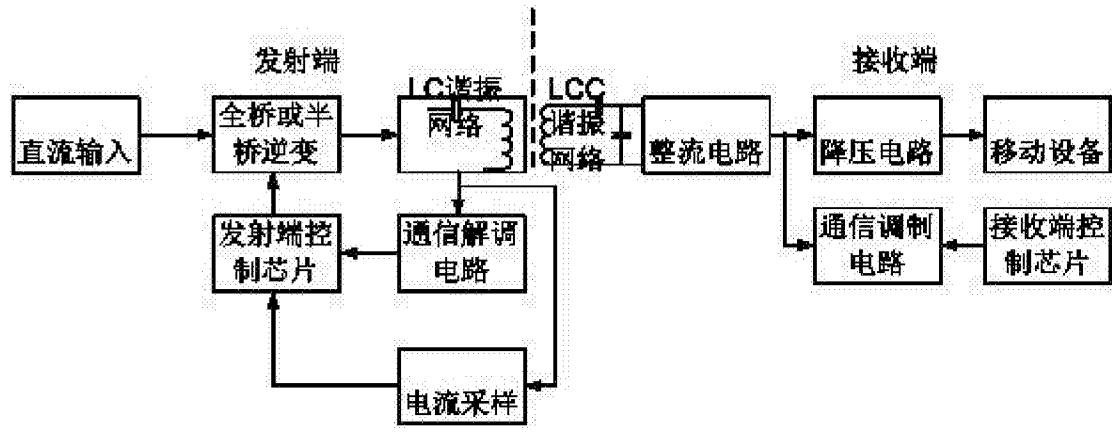 发射端
接收端
直流输入
全桥或半
桥逆变
LC谐振
网络
LCC
谐振
网络
整流电路
降压电路
移动设备
发射端控
制芯片
通信解调
电路
通信调制
电路
接收端控
制芯片
电流采样